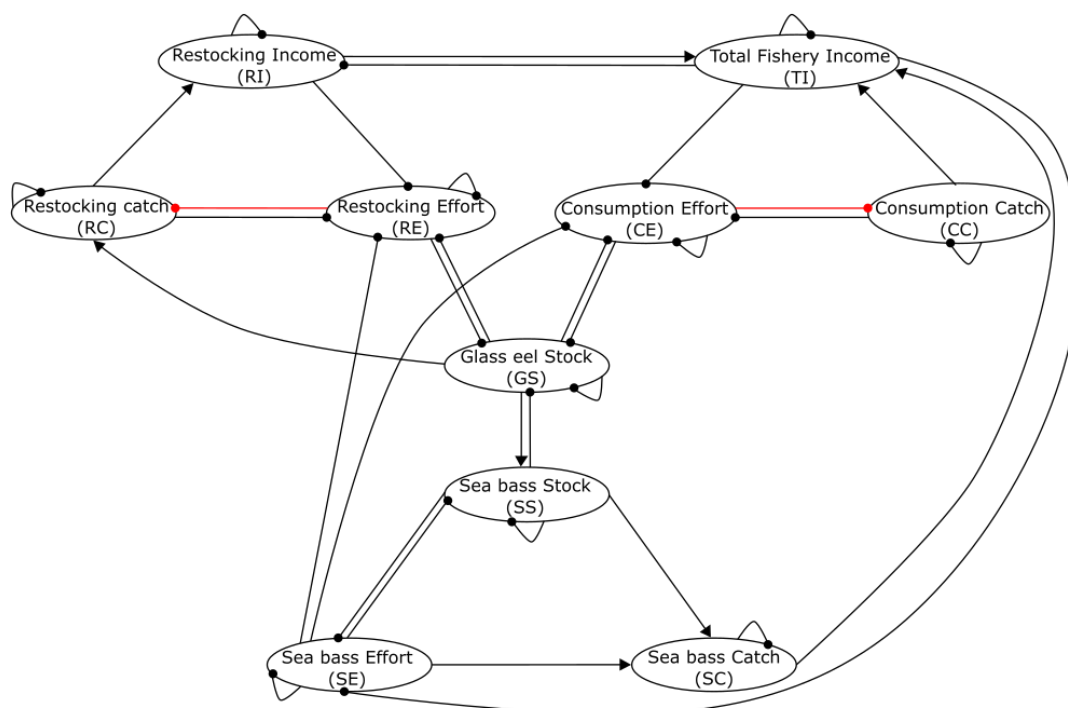 Restocking Income
(RI)
Total Fishery Income
(TI)
Restocking catch
(RC)
Restocking Effort
(RE)
Consumption Effort
(CE)
Consumption Catch
(CC)
Glass eel Stock
(GS)
Sea bass Stock
(SS)
Sea bass Effort
(SE)
Sea bass Catch
(SC)